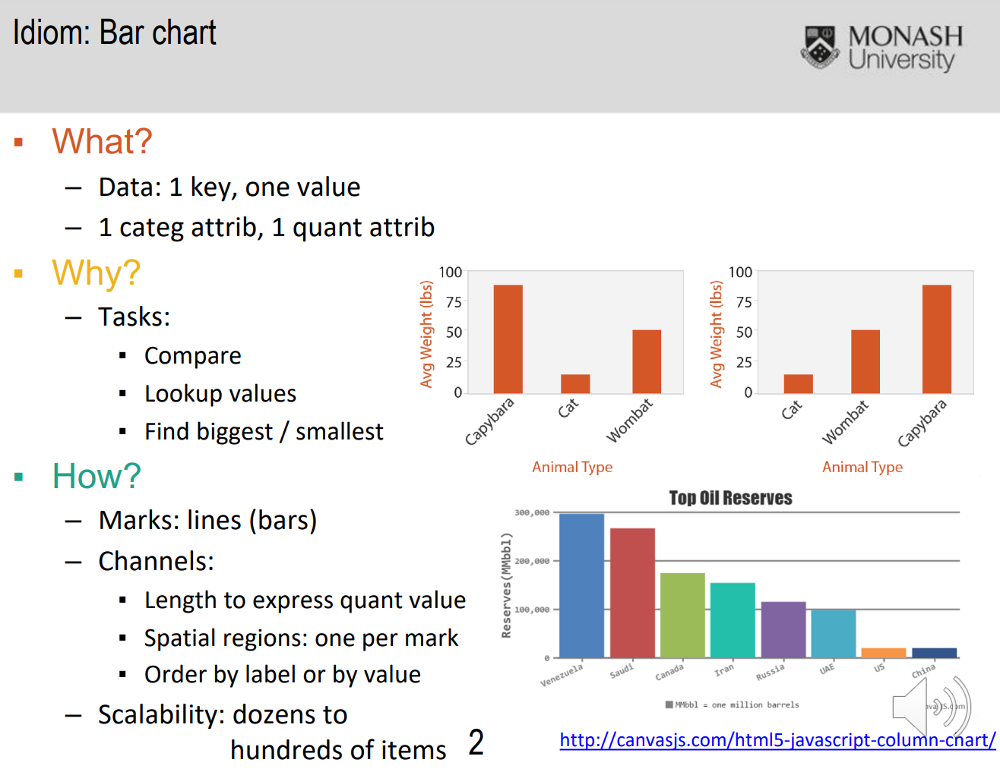 Idiom: Bar chart
MONASH
University
▪ What?
– Data: 1 key, one value
– 1 categ attrib, 1 quant attrib
▪ Why?
– Tasks:
▪ Compare
▪ Lookup values
▪ Find biggest / smallest
▪ How?
– Marks: lines (bars)
– Channels:
▪ Length to express quant value
▪ Spatial regions: one per mark
▪ Order by label or by value
– Scalability: dozens to
hundreds of items
2
Avg Weight (lbs)
100
75
50
25
0
Capybara
Cat
Wombat
Animal Type
Avg Weight (lbs)
100
75
50
25
0
Cat
Wombat
Capybara
Animal Type
Top Oil Reserves
Reserves(MMbbl)
300,000
200,000
100,000
0
Venezuela
Saudi
Canada
Iran
Russia
UAE
US
China
MMbbl = one million barrels
http://canvasjs.com/html5-javascript-column-chart/